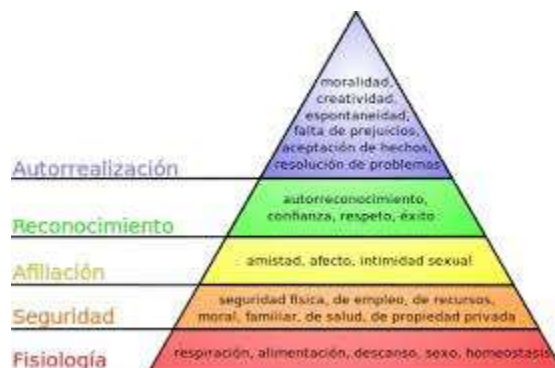 moralidad,
creatividad,
espontaneidad,
falta de prejuicios,
aceptación de hechos,
resolución de problemas
Autorrealización
autorreconocimiento,
confianza, respeto, éxito
Reconocimiento
amistad, afecto, intimidad sexual
Afiliación
seguridad física, de empleo, de recursos,
moral, familiar, de salud, de propiedad privada
Seguridad
respiración, alimentación, descanso, sexo, homeostasis
Fisiología